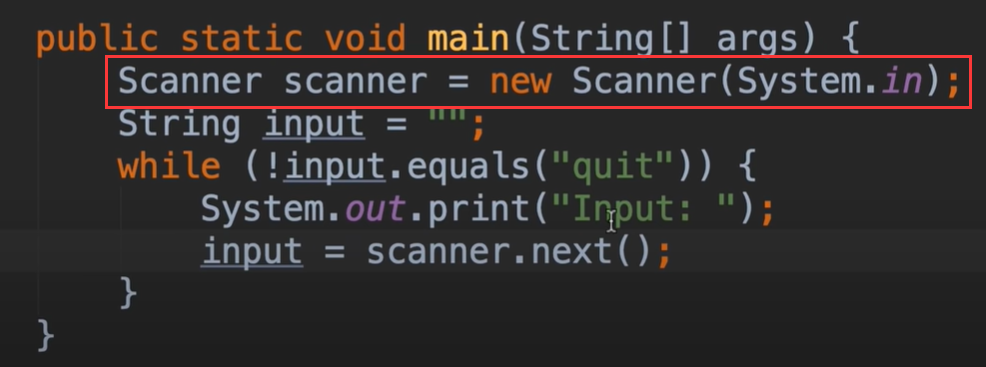 public static void main(String[] args) {
Scanner scanner = new Scanner(System.in);
String input = "";
while (!input.equals("quit")) {
System.out.print("Input: ");
input = scanner.next();
}
}